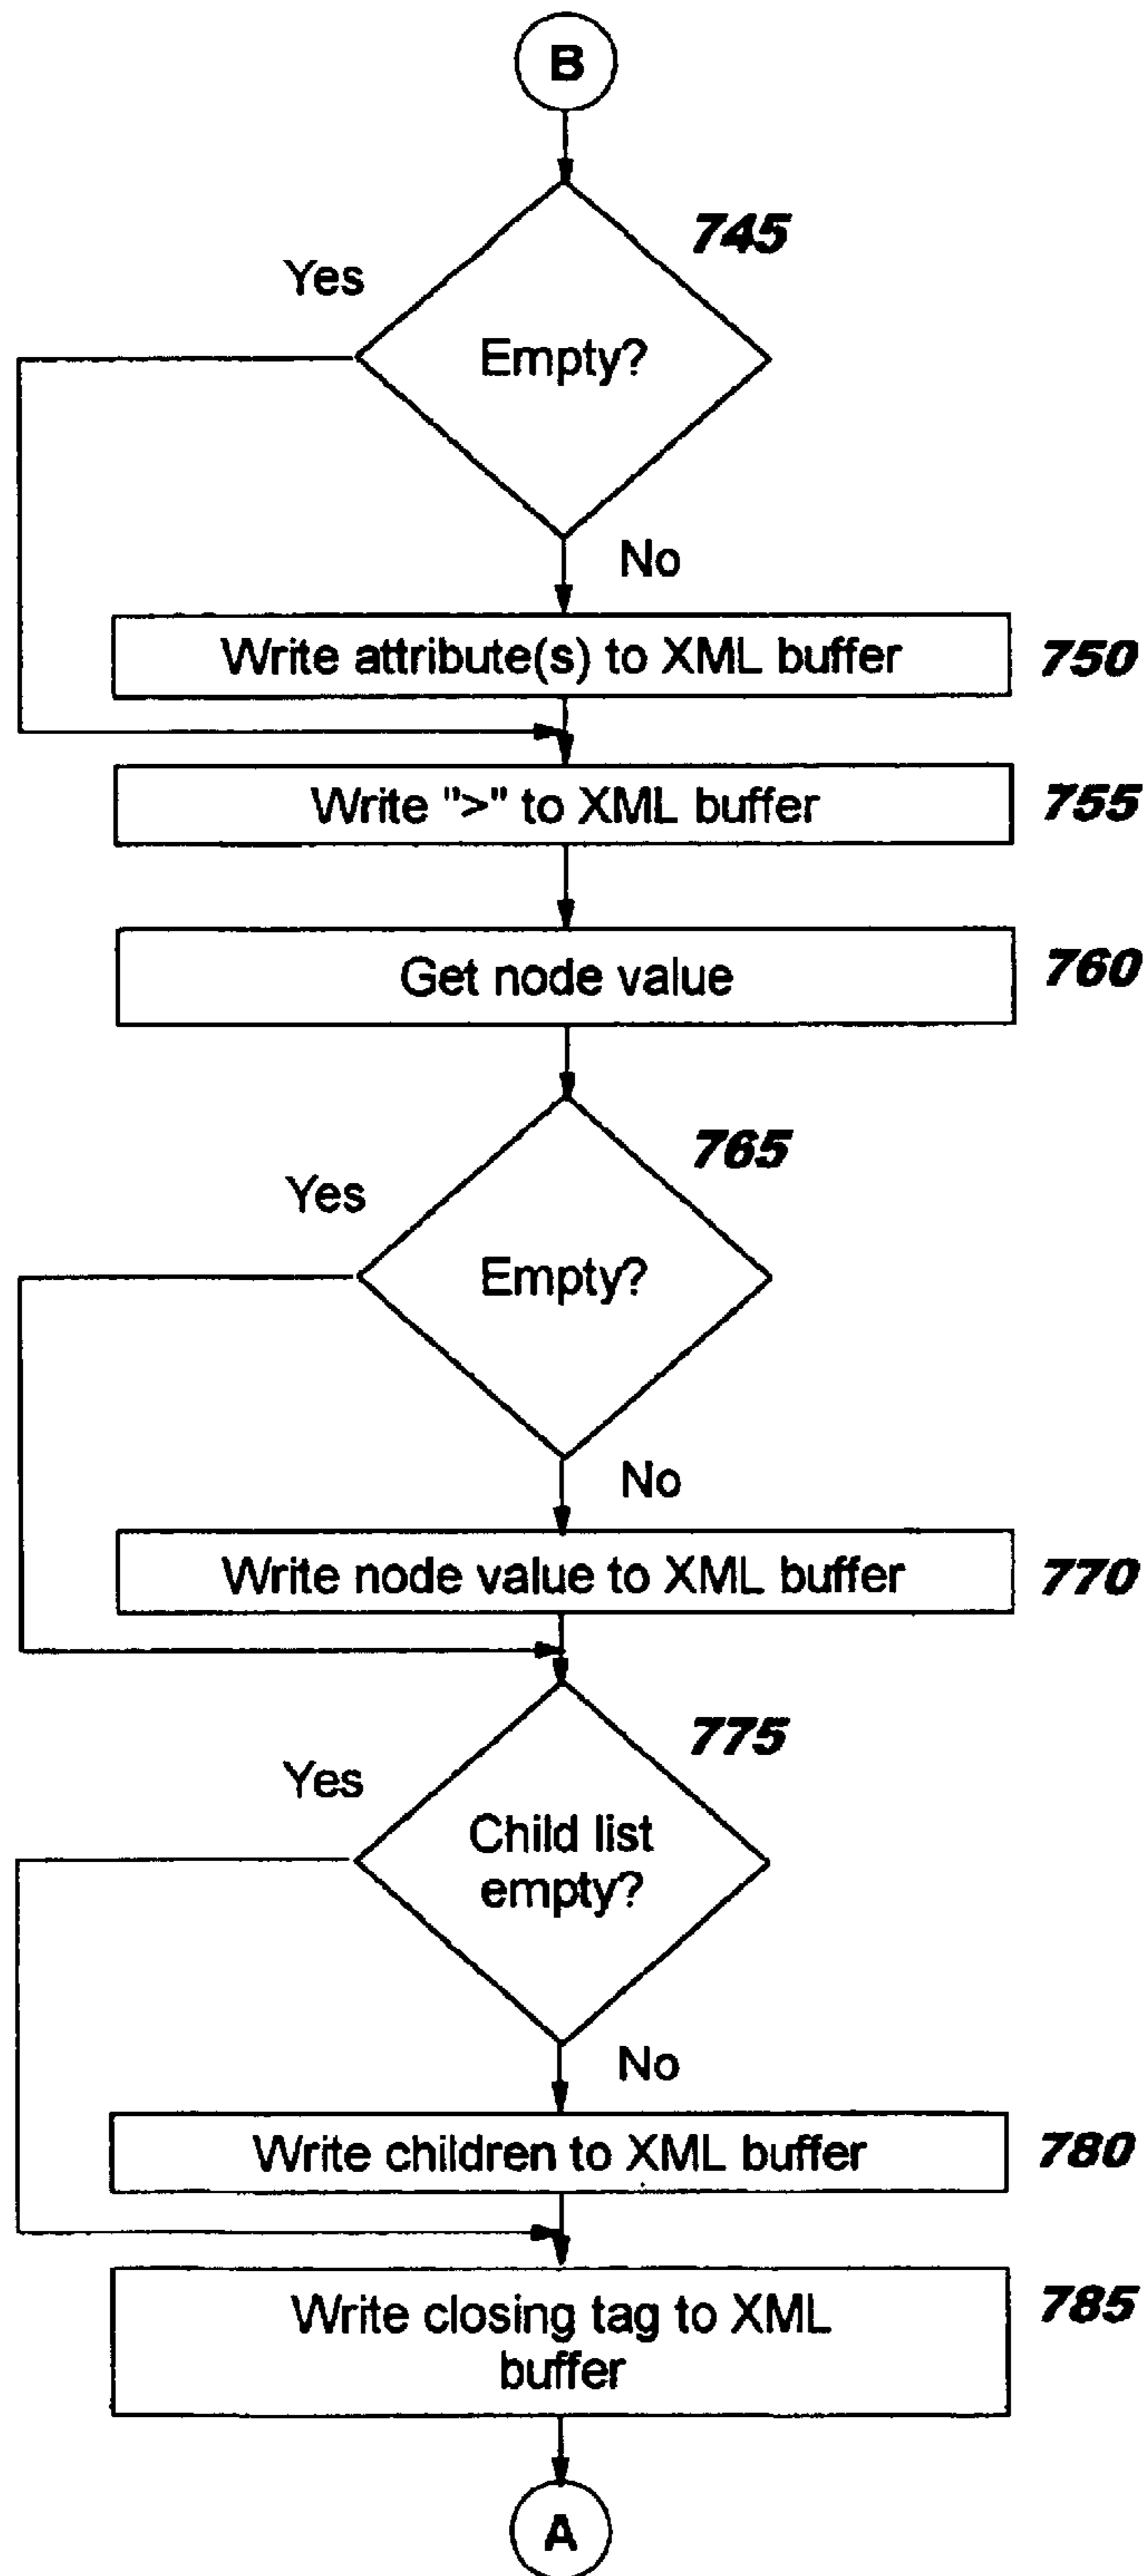 B
745
Yes
Empty?
No
Write attribute(s) to XML buffer
750
Write ">" to XML buffer
755
Get node value
760
765
Yes
Empty?
No
Write node value to XML buffer
770
775
Yes
Child list
empty?
No
Write children to XML buffer
780
Write closing tag to XML
buffer
785
A